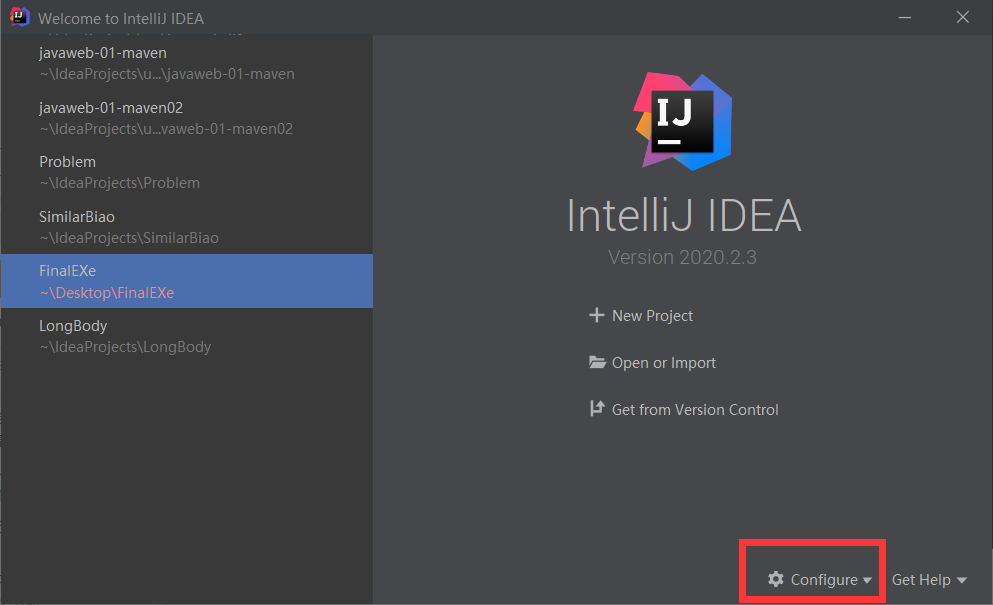 Welcome to IntelliJ IDEA
javaweb-01-maven
~\IdeaProjects\u...\javaweb-01-maven
javaweb-01-maven02
~\IdeaProjects\u...vaweb-01-maven02
Problem
~\IdeaProjects\Problem
SimilarBiao
~\IdeaProjects\SimilarBiao
FinalEXe
~\Desktop\FinalEXe
LongBody
~\IdeaProjects\LongBody
IJ
IntelliJ IDEA
Version 2020.2.3
New Project
Open or Import
Get from Version Control
Configure
Get Help